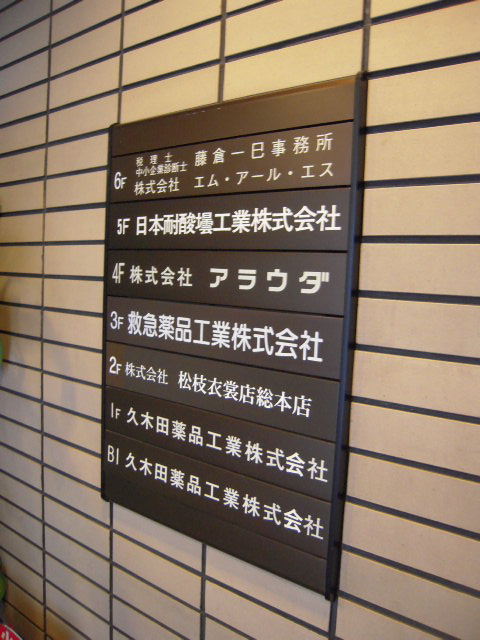 6F 税理士 中小企業診断士 藤倉一巳事務所
株式会社 エム・アール・エス
5F 日本耐酸壜工業株式会社
4F 株式会社 アラウダ
3F 救急薬品工業株式会社
2F 株式会社 松枝衣裳店総本店
1F 久木田薬品工業株式会社
B1 久木田薬品工業株式会社